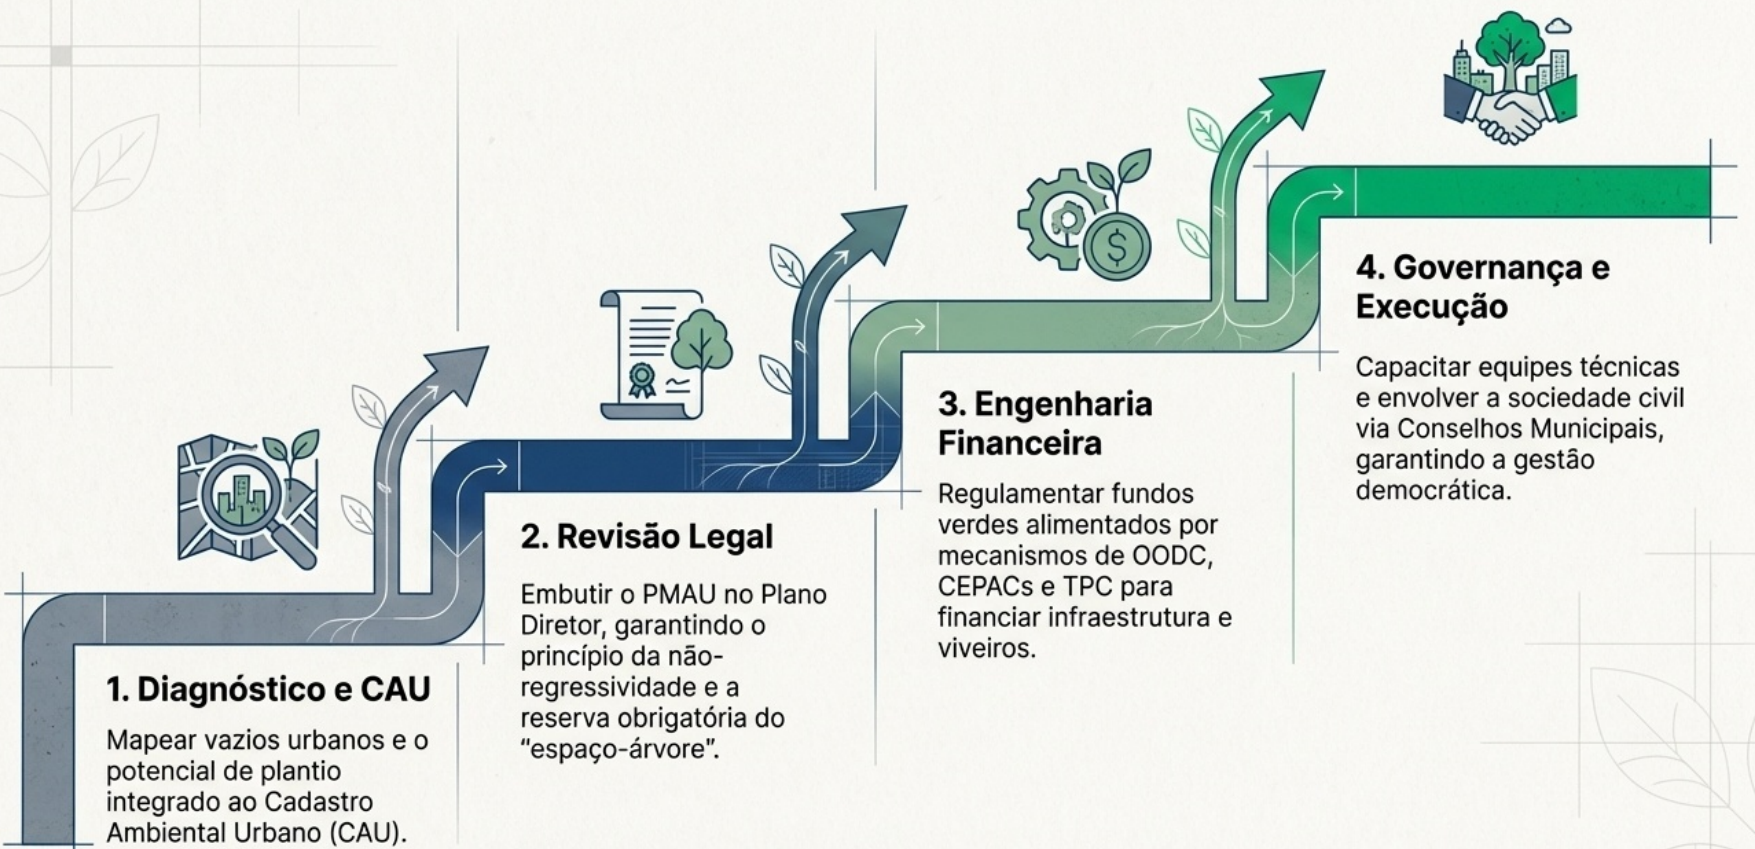 1. Diagnóstico e CAU
Mapear vazios urbanos e o
potencial de plantio
integrado ao Cadastro
Ambiental Urbano (CAU).
2. Revisão Legal
Embutir o PMAU no Plano
Diretor, garantindo o
princípio da não-
regressividade e a
reserva obrigatória do
“espaço-árvore”.
3. Engenharia
Financeira
Regulamentar fundos
verdes alimentados por
mecanismos de OODC,
CEPACs e TPC para
financiar infraestrutura e
viveiros.
4. Governança e
Execução
Capacitar equipes técnicas
e envolver a sociedade civil
via Conselhos Municipais,
garantindo a gestão
democrática.
$